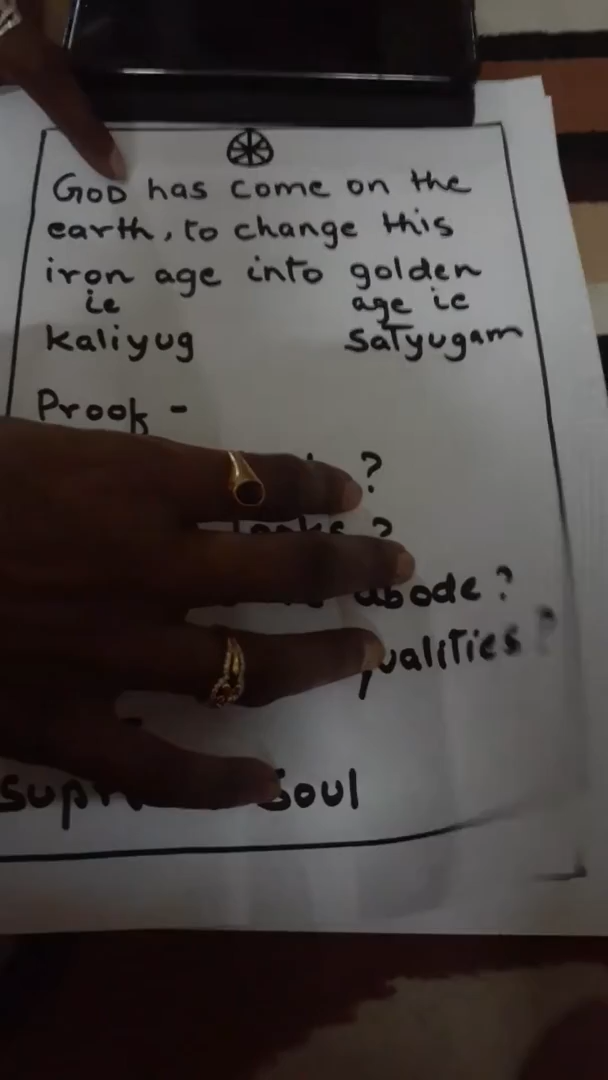 GOD has come on the
earth, to change this
iron age into golden
ie age ie
kaliyug satyugam
Proof -
?
?
abode?
qualities?
Soul